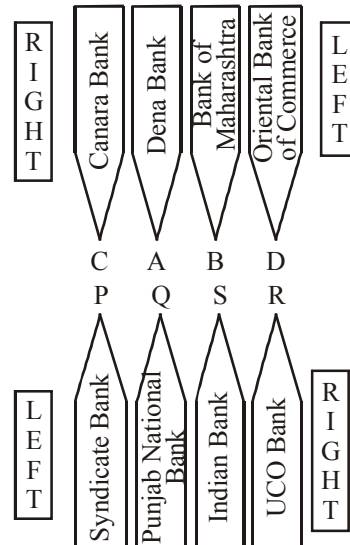 RIGHT
Canara Bank
Dena Bank
Bank of
Maharashtra
Oriental Bank
of Commerce
LEFT
C A B D
P Q S R
LEFT
Syndicate Bank
Punjab National
Bank
Indian Bank
UCO Bank
RIGHT